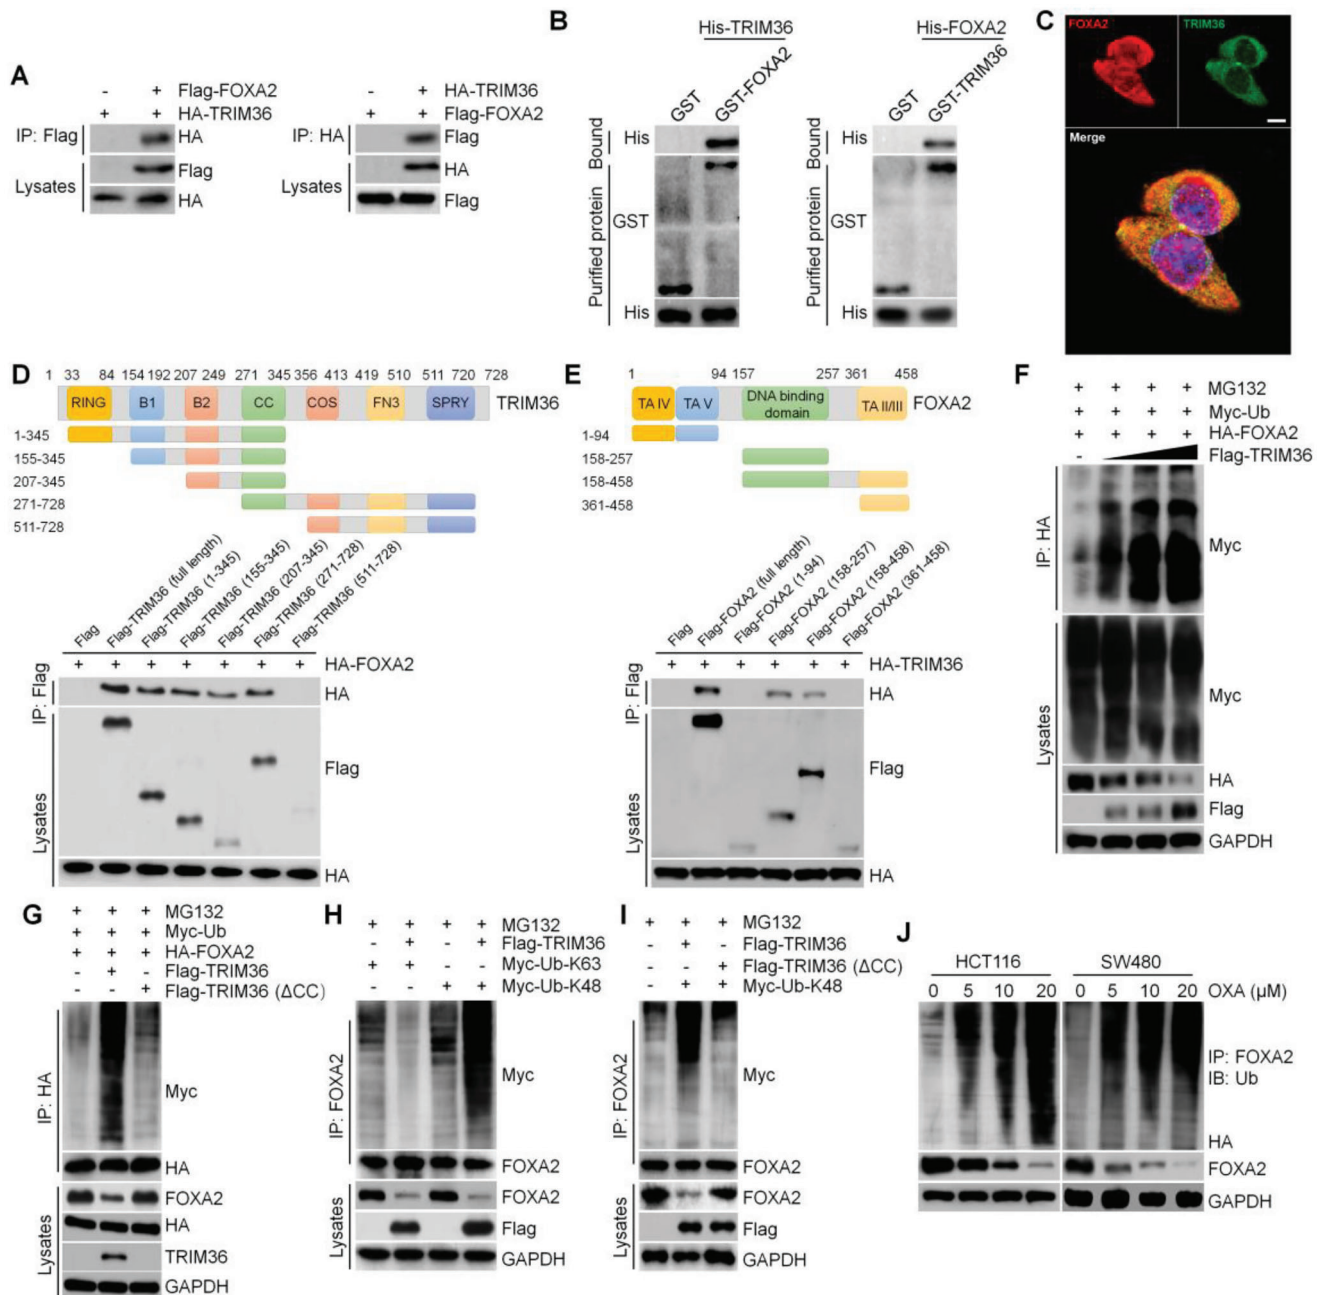 A
- + Flag-FOXA2
+ + HA-TRIM36
IP: Flag HA
Lysates Flag
HA
- + HA-TRIM36
+ + Flag-FOXA2
IP: HA Flag
Lysates HA
Flag
B
His-TRIM36
GST GST-FOXA2
Bound His
Purified protein GST
His
His-FOXA2
GST GST-TRIM36
Bound His
Purified protein GST
His
C
FOXA2 TRIM36
Merge
D
1 33 84 154 192 207 249 271 345 356 413 419 510 511 720 728
RING B1 B2 CC COS FN3 SPRY TRIM36
1-345
155-345
207-345
271-728
511-728
Flag
Flag-TRIM36 (full length)
Flag-TRIM36 (1-345)
Flag-TRIM36 (155-345)
Flag-TRIM36 (207-345)
Flag-TRIM36 (271-728)
Flag-TRIM36 (511-728)
+ + + + + + + HA-FOXA2
IP: Flag HA
Lysates Flag
HA
E
1 94 157 257 361 458
TA IV TA V DNA binding domain TA II/III FOXA2
1-94
158-257
158-458
361-458
Flag
Flag-FOXA2 (full length)
Flag-FOXA2 (1-94)
Flag-FOXA2 (158-257)
Flag-FOXA2 (158-458)
Flag-FOXA2 (361-458)
+ + + + + + HA-TRIM36
IP: Flag HA
Lysates Flag
HA
F
+ + + + MG132
+ + + + Myc-Ub
+ + + + HA-FOXA2
- Flag-TRIM36
IP: HA Myc
Lysates Myc
HA
Flag
GAPDH
G
+ + + MG132
+ + + Myc-Ub
+ + + HA-FOXA2
- + - Flag-TRIM36
- - + Flag-TRIM36 (ΔCC)
IP: HA Myc
HA
Lysates FOXA2
HA
TRIM36
GAPDH
H
+ + + + MG132
- + - + Flag-TRIM36
+ + - - Myc-Ub-K63
- - + + Myc-Ub-K48
IP: FOXA2 Myc
FOXA2
Lysates FOXA2
Flag
GAPDH
I
+ + + MG132
- + - Flag-TRIM36
- - + Flag-TRIM36 (ΔCC)
- + + Myc-Ub-K48
IP: FOXA2 Myc
FOXA2
Lysates FOXA2
Flag
GAPDH
J
HCT116 SW480
0 5 10 20 0 5 10 20 OXA (μM)
IP: FOXA2
IB: Ub
HA
FOXA2
GAPDH